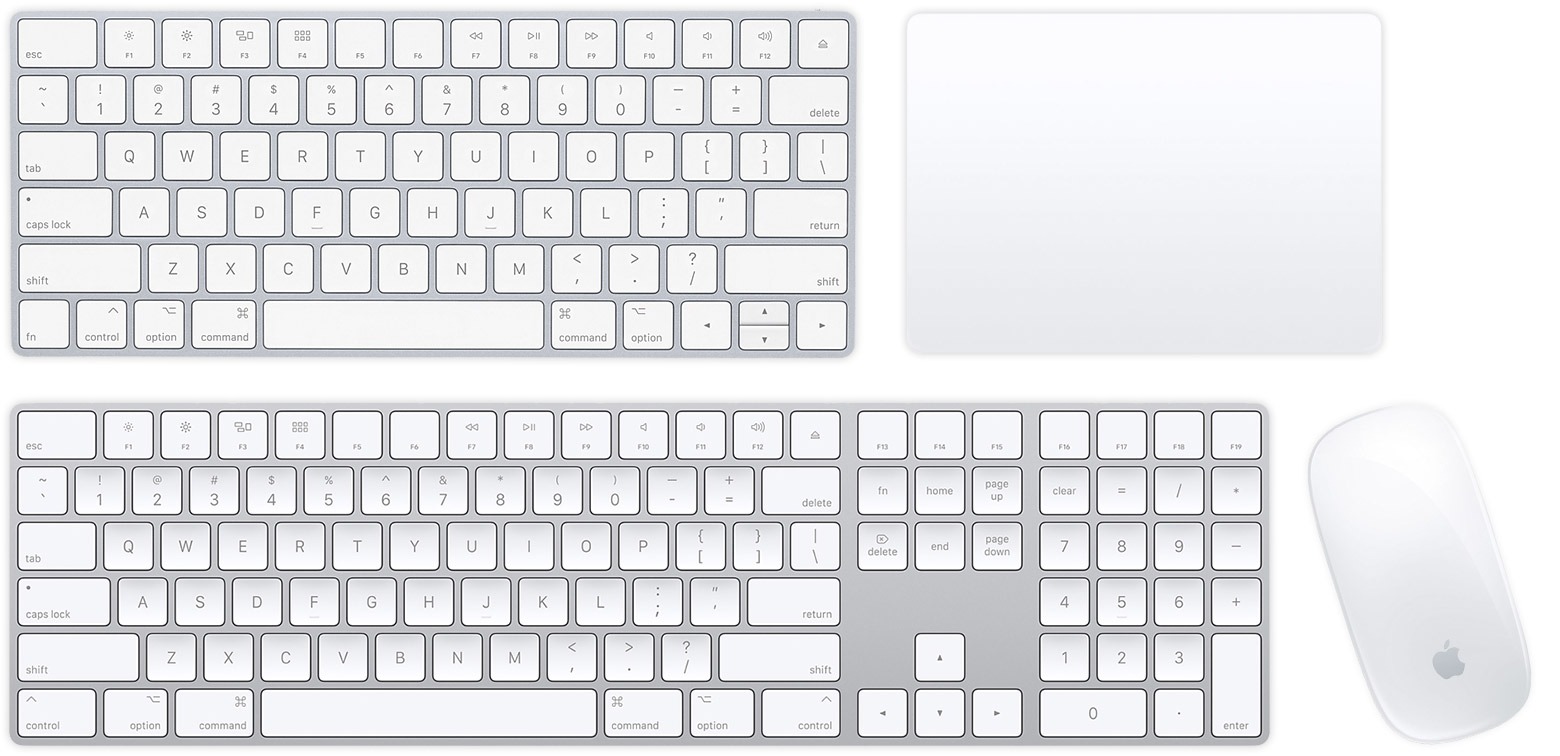 esc F1 F2 F3 F4 F5 F6 F7 F8 F9 F10 F11 F12
~ ! @ # $ % ^ & * ( ) — +
` 1 2 3 4 5 6 7 8 9 0 - = delete
tab Q W E R T Y U I O P { [ } ] | \
caps lock A S D F G H J K L : ; " ' return
shift Z X C V B N M < , > . ? / shift
fn control option ⌘ command ⌘ command option ◂ ▴ ▾ ▸
esc F1 F2 F3 F4 F5 F6 F7 F8 F9 F10 F11 F12 F13 F14 F15 F16 F17 F18 F19
~ ! @ # $ % ^ & * ( ) — +
` 1 2 3 4 5 6 7 8 9 0 - = delete fn home page up clear = / *
tab Q W E R T Y U I O P { [ } ] | \ delete end page down 7 8 9 −
caps lock A S D F G H J K L : ; " ' return 4 5 6 +
shift Z X C V B N M < , > . ? / shift ▴ 1 2 3
control option ⌘ command ⌘ command option control ◂ ▾ ▸ 0 . enter